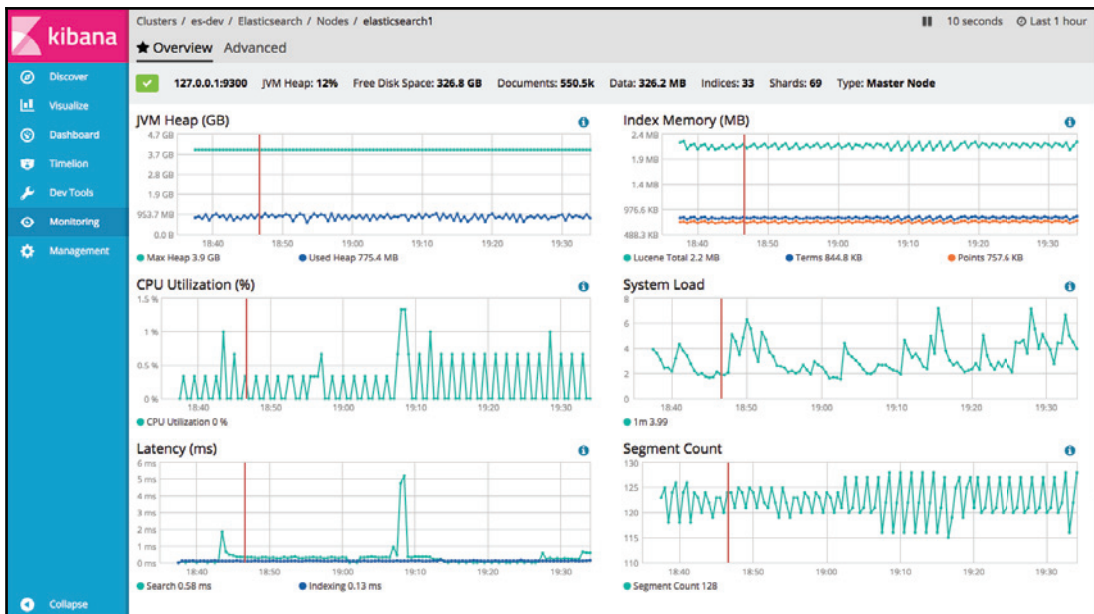 kibana
Discover
Visualize
Dashboard
Timelion
Dev Tools
Monitoring
Management
Collapse
Clusters / es-dev / Elasticsearch / Nodes / elasticsearch1
10 seconds Last 1 hour
Overview Advanced
127.0.0.1:9300 JVM Heap: 12% Free Disk Space: 326.8 GB Documents: 550.5k Data: 326.2 MB Indices: 33 Shards: 69 Type: Master Node
JVM Heap (GB)
4.7 GB
3.7 GB
2.8 GB
1.9 GB
953.7 MB
0.0 B
18:40 18:50 19:00 19:10 19:20 19:30
Max Heap 3.9 GB Used Heap 775.4 MB
Index Memory (MB)
2.4 MB
1.9 MB
1.4 MB
976.6 KB
488.3 KB
18:40 18:50 19:00 19:10 19:20 19:30
Lucene Total 2.2 MB Terms 844.8 KB Points 757.6 KB
CPU Utilization (%)
1.5 %
1 %
0.5 %
0 %
18:40 18:50 19:00 19:10 19:20 19:30
CPU Utilization 0 %
System Load
8
6
4
2
0
18:40 18:50 19:00 19:10 19:20 19:30
1m 3.99
Latency (ms)
6 ms
5 ms
4 ms
3 ms
2 ms
1 ms
0 ms
18:40 18:50 19:00 19:10 19:20 19:30
Search 0.58 ms Indexing 0.13 ms
Segment Count
130
125
120
115
110
18:40 18:50 19:00 19:10 19:20 19:30
Segment Count 128